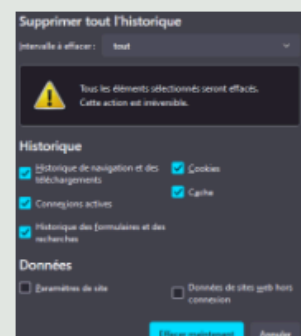 Supprimer tout l'historique
Intervalle à effacer : tout
Tous les éléments sélectionnés seront effacés.
Cette action est irréversible.
Historique
Historique de navigation et des téléchargements
Cookies
Cache
Connexions actives
Historique des formulaires et des recherches
Données
Paramètres de site
Données de sites web hors connexion
Effacer maintenant
Annuler